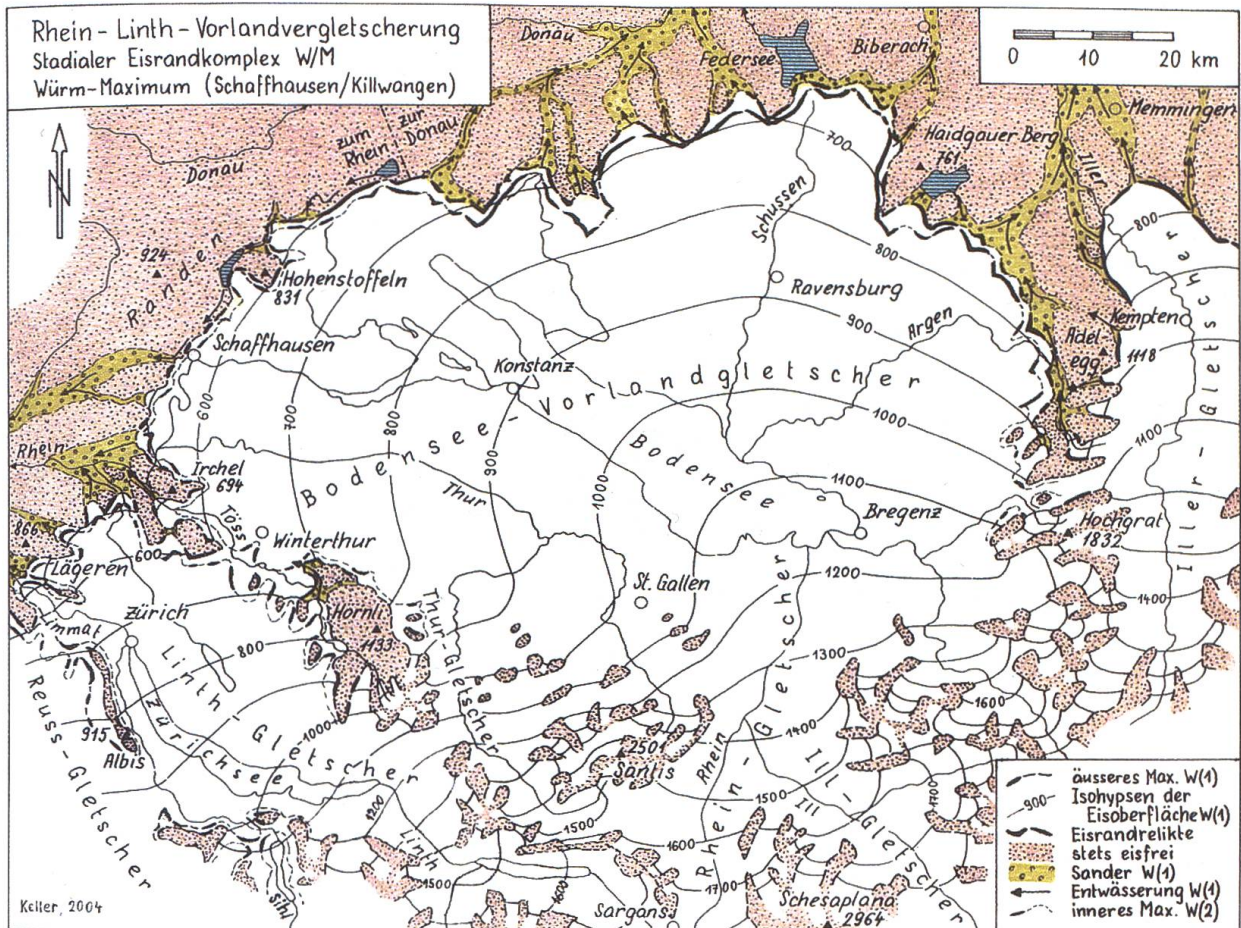 Rhein - Linth - Vorlandvergletscherung
Stadialer Eisrandkomplex W/M
Würm-Maximum (Schaffhausen/Killwangen)
0 10 20 km
N
Donau
Federsee
Biberach
Memmingen
zum Rhein
zur Donau
Donau
Haidgauer Berg
761
Iller
700
800
Schussen
800
924
Randen
Hohenstoffeln
831
Ravensburg
900
Argen
Adel
299
Kempten
1118
Iller - Gletscher
Schaffhausen
Konstanz
Bodensee - Vorlandgletscher
600
700
800
900
1000
1000
1100
1100
Rhein
Irchel
694
Thur
Bodensee
Bregenz
Hochgrat
1832
866
Töss
Winterthur
600
Lägeren
St. Gallen
1200
1400
Zürich
Limmat
Hörnli
1133
Thur-Gletscher
800
1300
Linth - Gletscher
Zürichsee
1000
1600
Reuss - Gletscher
915
Albis
2501
Säntis
Rhein
1400
Rhein - Gletscher
Ill - Gletscher
Ill
1200
1500
1500
1600
1700
1700
Linth
1500
1600
Sihl
Sargans
Schesaplana
2964
äusseres Max. W(1)
900 Isohypsen der
Eisoberfläche W(1)
Eisrandrelikte
stets eisfrei
Sander W(1)
Entwässerung W(1)
inneres Max. W(2)
Keller, 2004